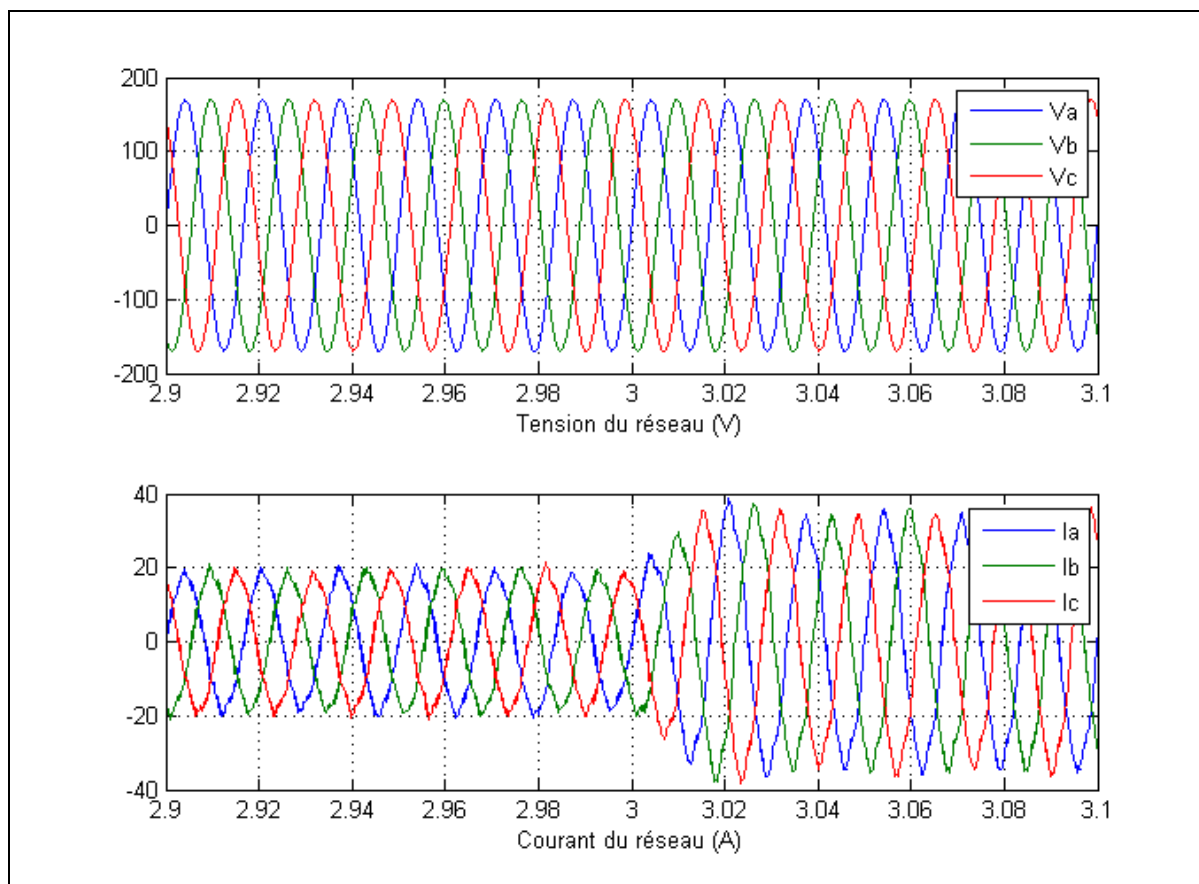 200
100
0
-100
-200
Va
Vb
Vc
2.9 2.92 2.94 2.96 2.98 3 3.02 3.04 3.06 3.08 3.1
Tension du réseau (V)
40
20
0
-20
-40
Ia
Ib
Ic
2.9 2.92 2.94 2.96 2.98 3 3.02 3.04 3.06 3.08 3.1
Courant du réseau (A)